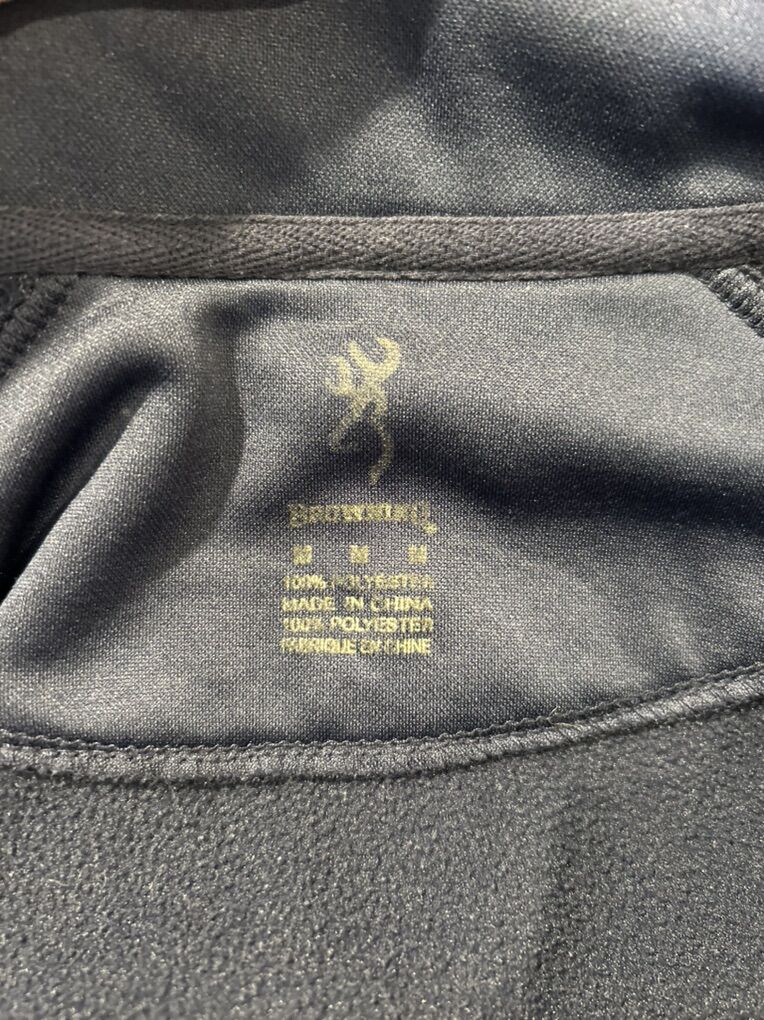 BROWNING
M M M
100% POLYESTER
MADE IN CHINA
100% POLYESTER
FABRIQUE EN CHINE